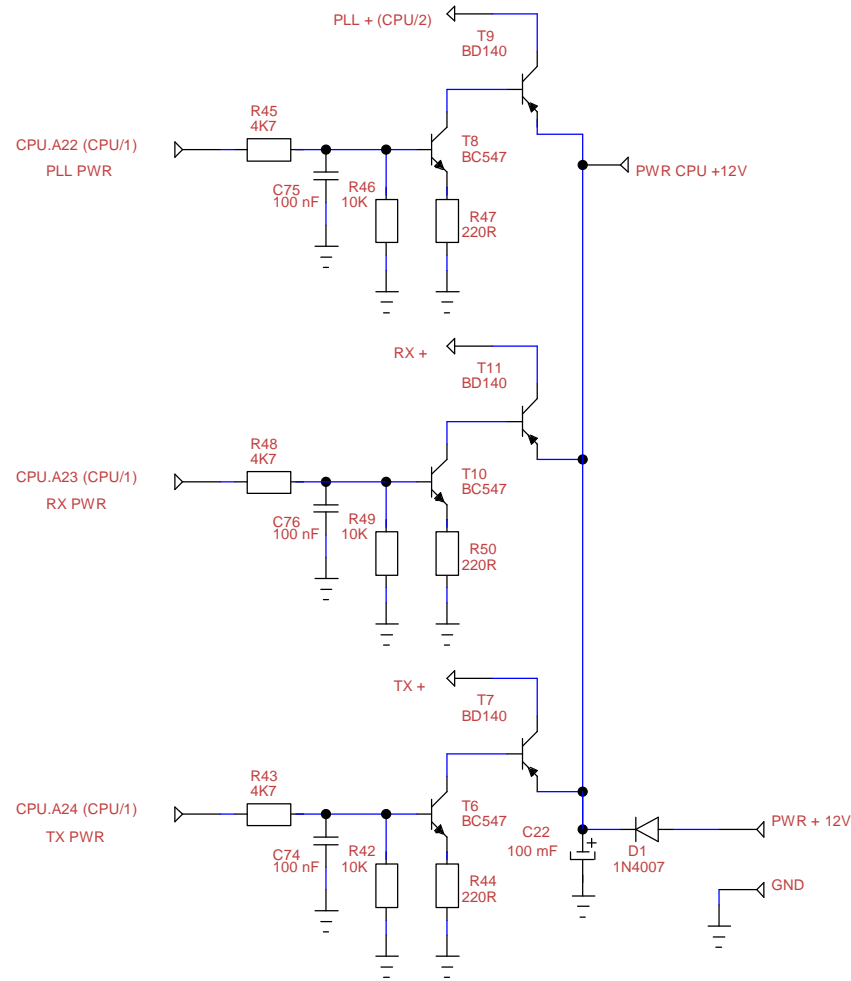 PLL + (CPU/2)
T9
BD140
R45
4K7
CPU.A22 (CPU/1)
PLL PWR
T8
BC547
PWR CPU +12V
C75
100 nF
R46
10K
R47
220R
RX +
T11
BD140
R48
4K7
CPU.A23 (CPU/1)
RX PWR
T10
BC547
C76
100 nF
R49
10K
R50
220R
TX +
T7
BD140
R43
4K7
CPU.A24 (CPU/1)
TX PWR
T6
BC547
C22
100 mF
+
D1
1N4007
PWR + 12V
C74
100 nF
R42
10K
R44
220R
GND